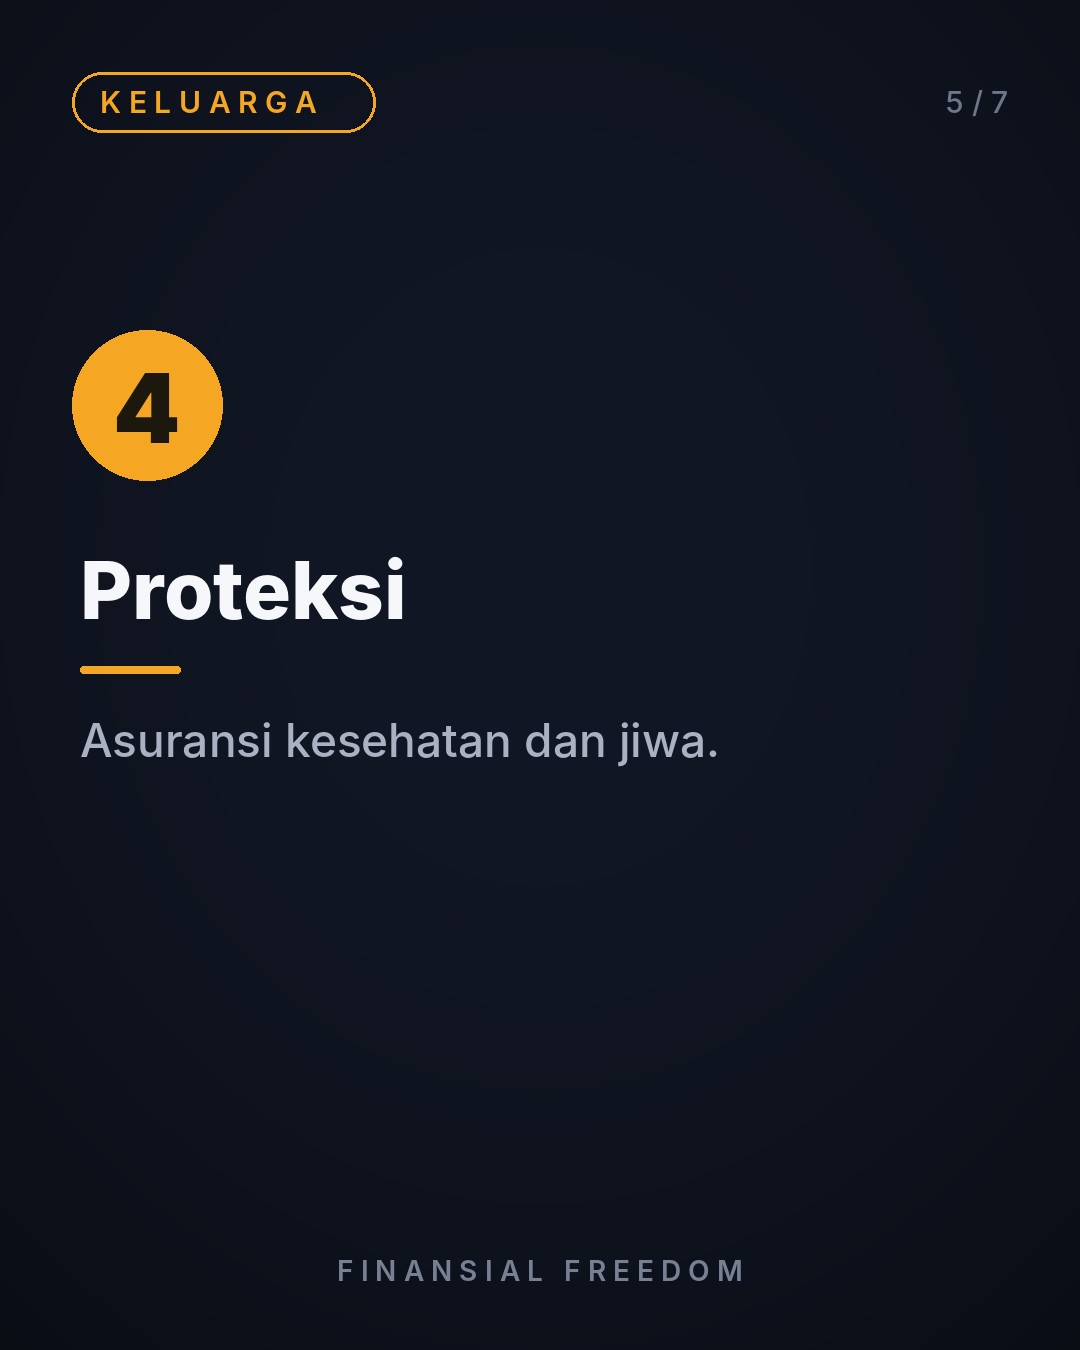 KELUARGA
5 / 7
4
Proteksi
Asuransi kesehatan dan jiwa.
FINANSIAL FREEDOM